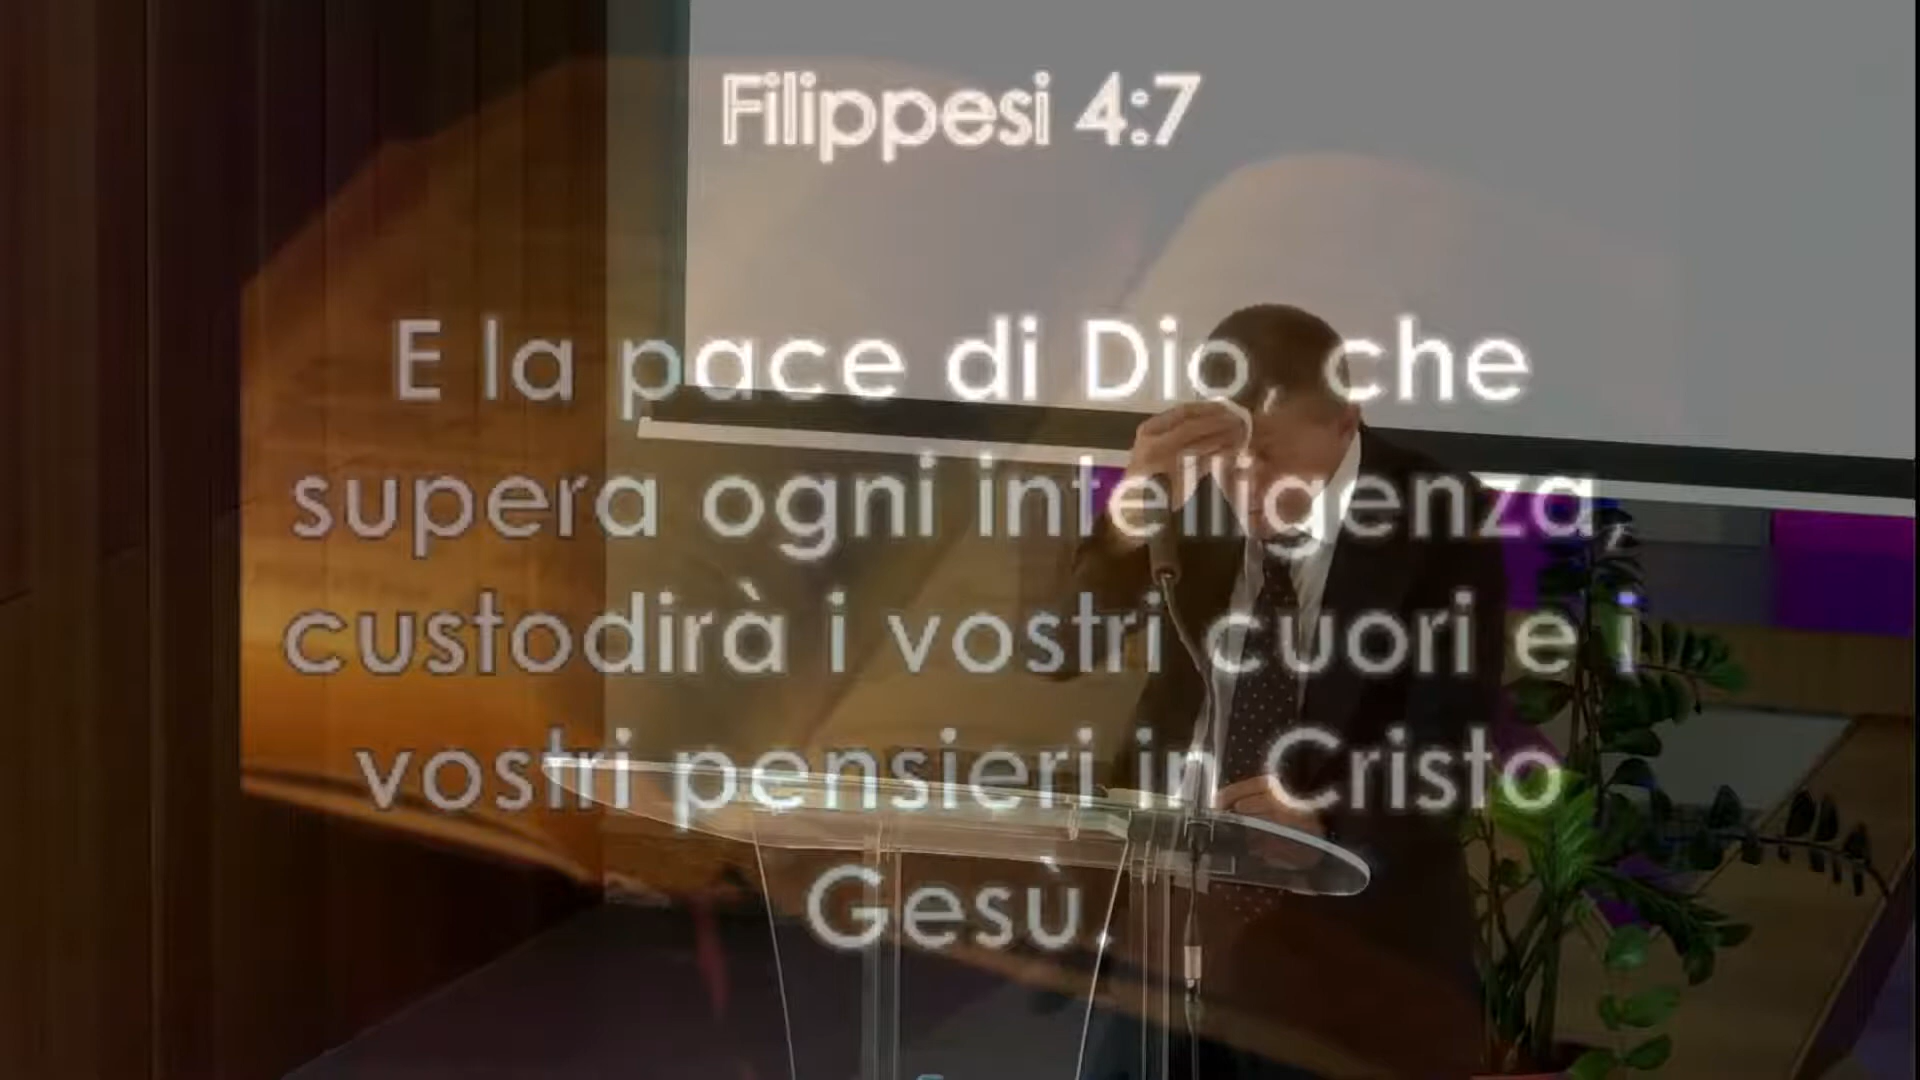 Filippesi 4:7
E la pace di Dio, che
supera ogni intelligenza,
custodirà i vostri cuori e i
vostri pensieri in Cristo
Gesù.